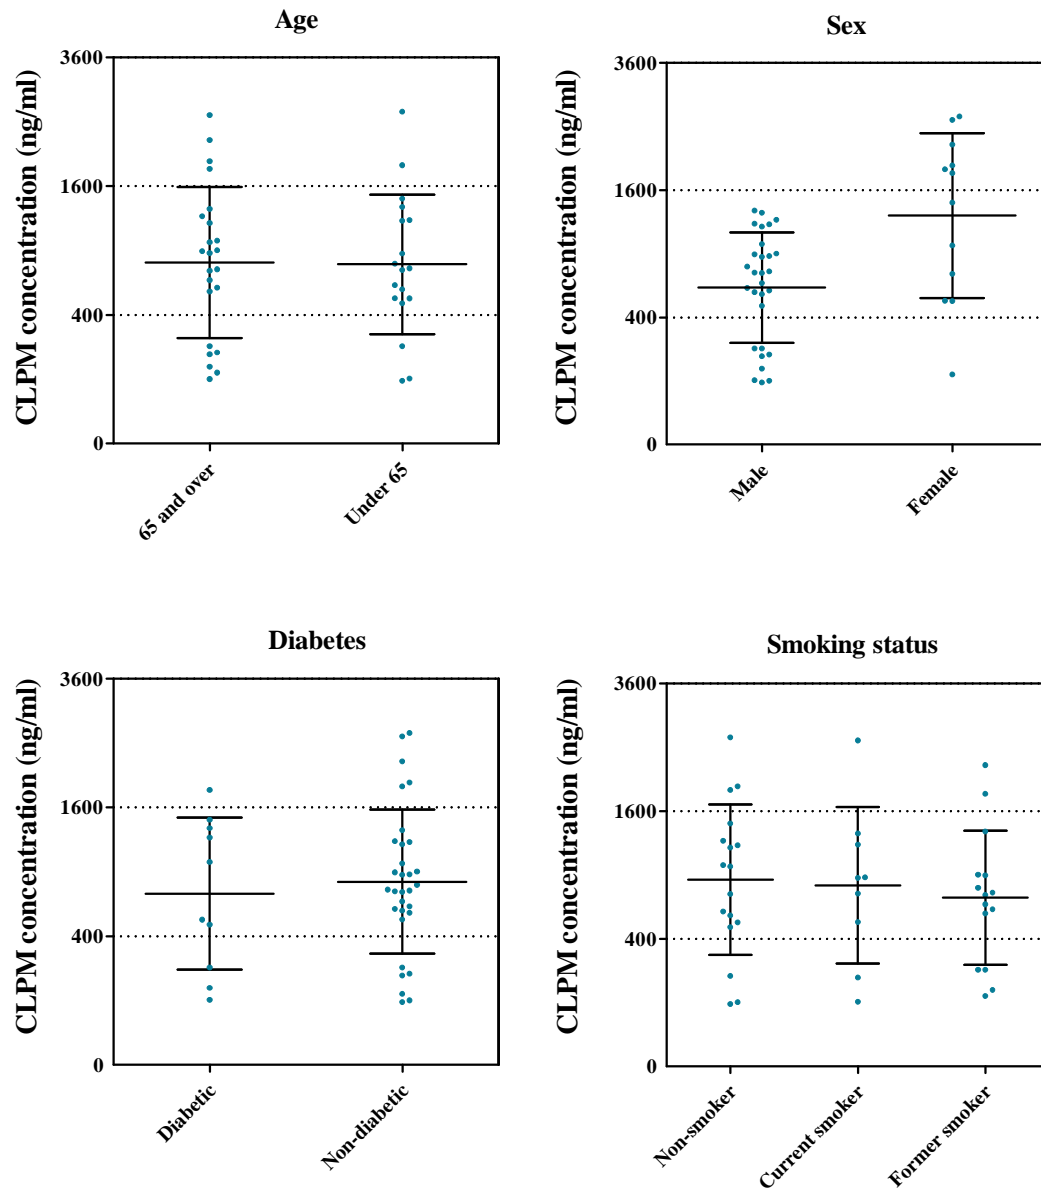 Age
CLPM concentration (ng/ml)
3600
1600
400
0
65 and over
Under 65
Sex
CLPM concentration (ng/ml)
3600
1600
400
0
Male
Female
Diabetes
CLPM concentration (ng/ml)
3600
1600
400
0
Diabetic
Non-diabetic
Smoking status
CLPM concentration (ng/ml)
3600
1600
400
0
Non-smoker
Current smoker
Former smoker